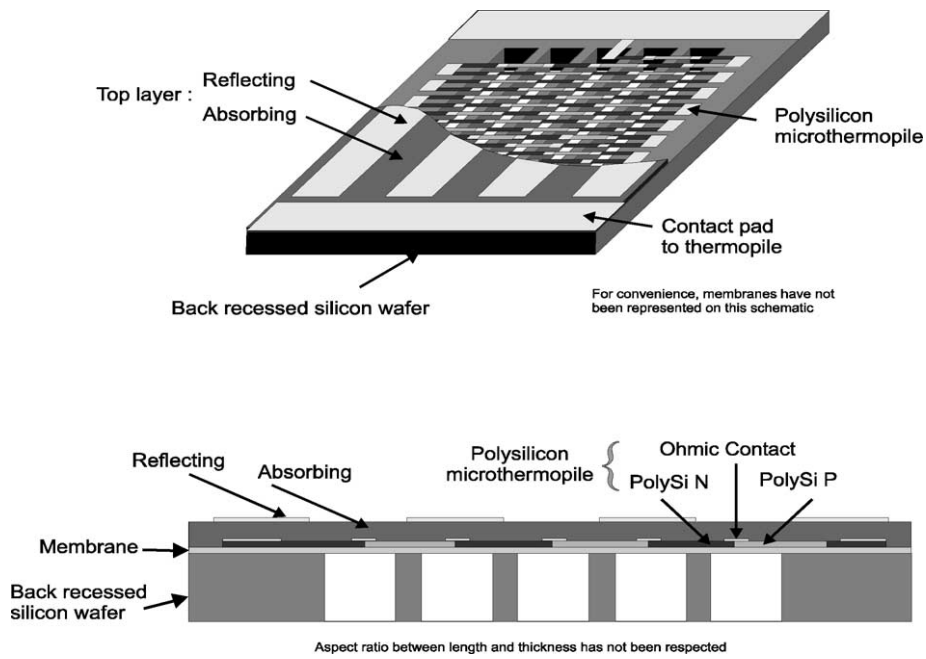 Top layer :
Reflecting
Absorbing
Polysilicon
microthermopile
Contact pad
to thermopile
Back recessed silicon wafer
For convenience, membranes have not
been represented on this schematic
Reflecting
Absorbing
Polysilicon
microthermopile
Ohmic Contact
PolySi N
PolySi P
Membrane
Back recessed
silicon wafer
Aspect ratio between length and thickness has not been respected